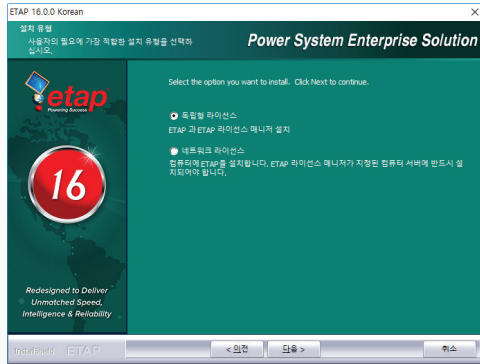 ETAP 16.0.0 Korean
설치 유형
사용자의 필요에 가장 적합한 설치 유형을 선택하
십시오.
Power System Enterprise Solution
etap
Powering Success
16
Redesigned to Deliver
Unmatched Speed,
Intelligence & Reliability
Select the option you want to install. Click Next to continue.
독립형 라이선스
ETAP 과 ETAP 라이선스 매니저 설치
네트워크 라이선스
컴퓨터에 ETAP를 설치합니다. ETAP 라이선스 매니저가 지정된 컴퓨터 서버에 반드시 설
치되어야 합니다.
InstallShield ETAP
< 이전
다음 >
취소